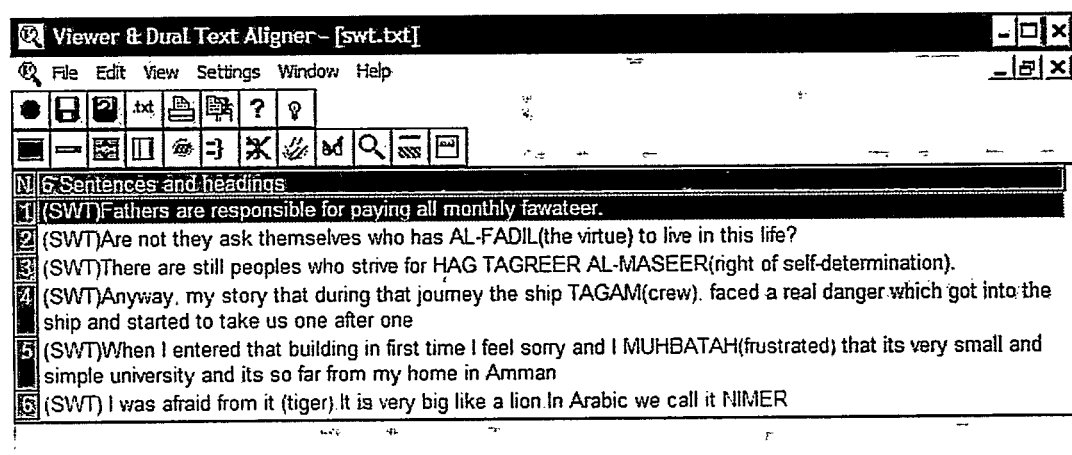 Viewer & Dual Text Aligner - [swt.txt]
File Edit View Settings Window Help
.txt ?
N 6 Sentences and headings
1 (SWT)Fathers are responsible for paying all monthly fawateer.
2 (SWT)Are not they ask themselves who has AL-FADIL(the virtue) to live in this life?
3 (SWT)There are still peoples who strive for HAG TAGREER AL-MASEER(right of self-determination).
4 (SWT)Anyway, my story that during that journey the ship TAGAM(crew). faced a real danger which got into the
ship and started to take us one after one
5 (SWT)When I entered that building in first time I feel sorry and I MUHBATAH(frustrated) that its very small and
simple university and its so far from my home in Amman
6 (SWT) I was afraid from it (tiger).It is very big like a lion.In Arabic we call it NIMER